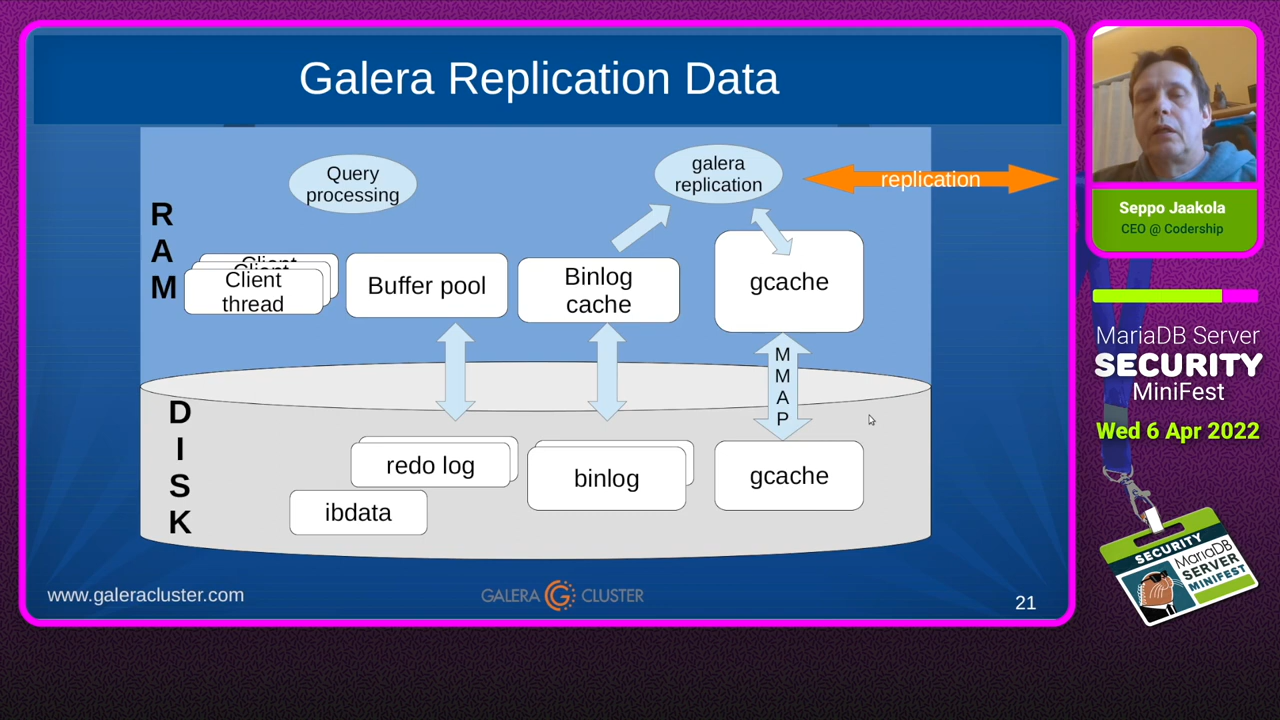 Galera Replication Data
Query
processing
galera
replication
replication
R
A
M
Client
Client
Client
thread
Buffer pool
Binlog
cache
gcache
M
M
A
P
D
I
S
K
redo log
binlog
gcache
ibdata
www.galeracluster.com
GALERA CLUSTER
21
Seppo Jaakola
CEO @ Codership
MariaDB Server
SECURITY
MiniFest
Wed 6 Apr 2022
SECURITY
MariaDB
SERVER
MINIFEST